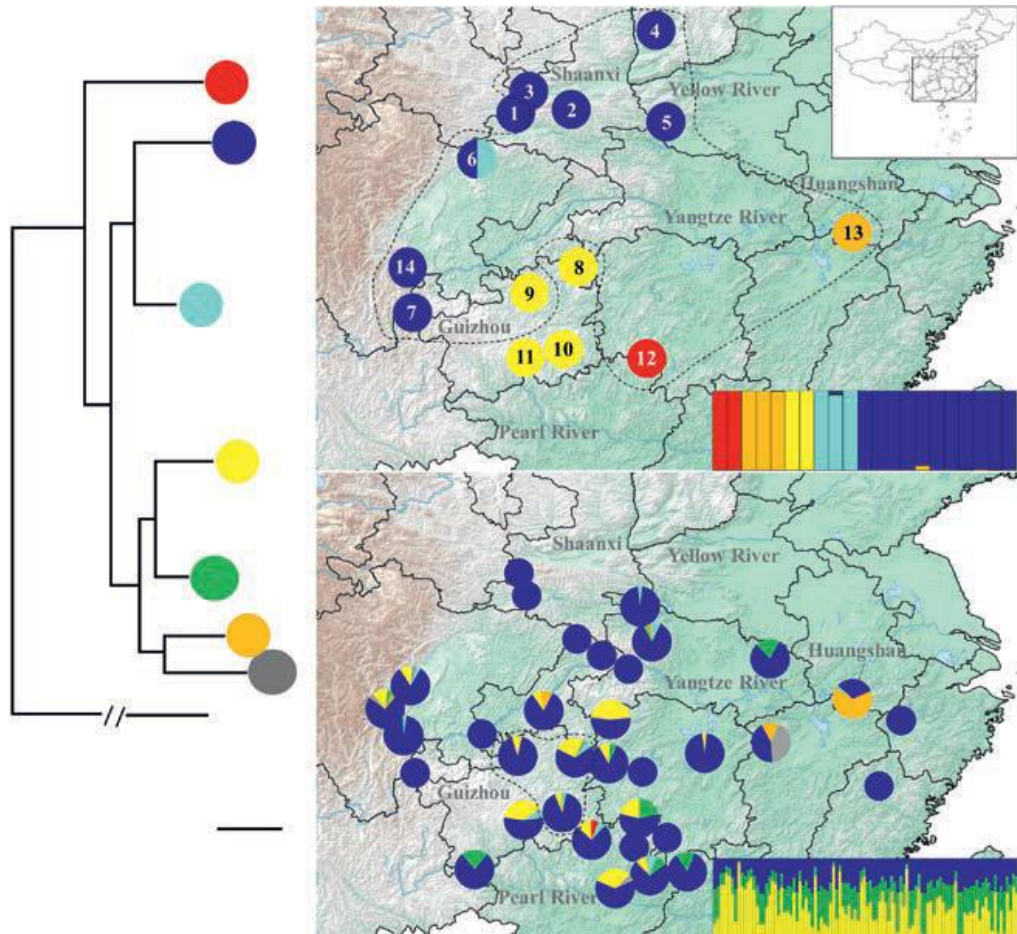 4
Shaanxi
3
Yellow River
1
2
5
6
Huangshan
Yangtze River
13
14
8
9
7
Guizhou
11
10
12
Pearl River
//
Shaanxi
Yellow River
Huangshan
Yangtze River
Guizhou
Pearl River